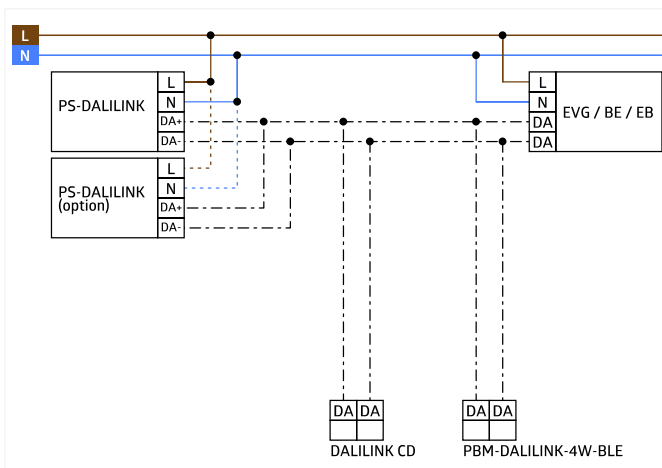 L
N
PS-DALILINK
L
N
DA+
DA-
L
N
DA
DA
EVG / BE / EB
PS-DALILINK
(option)
L
N
DA+
DA-
DA DA
DALILINK CD
DA DA
PBM-DALILINK-4W-BLE